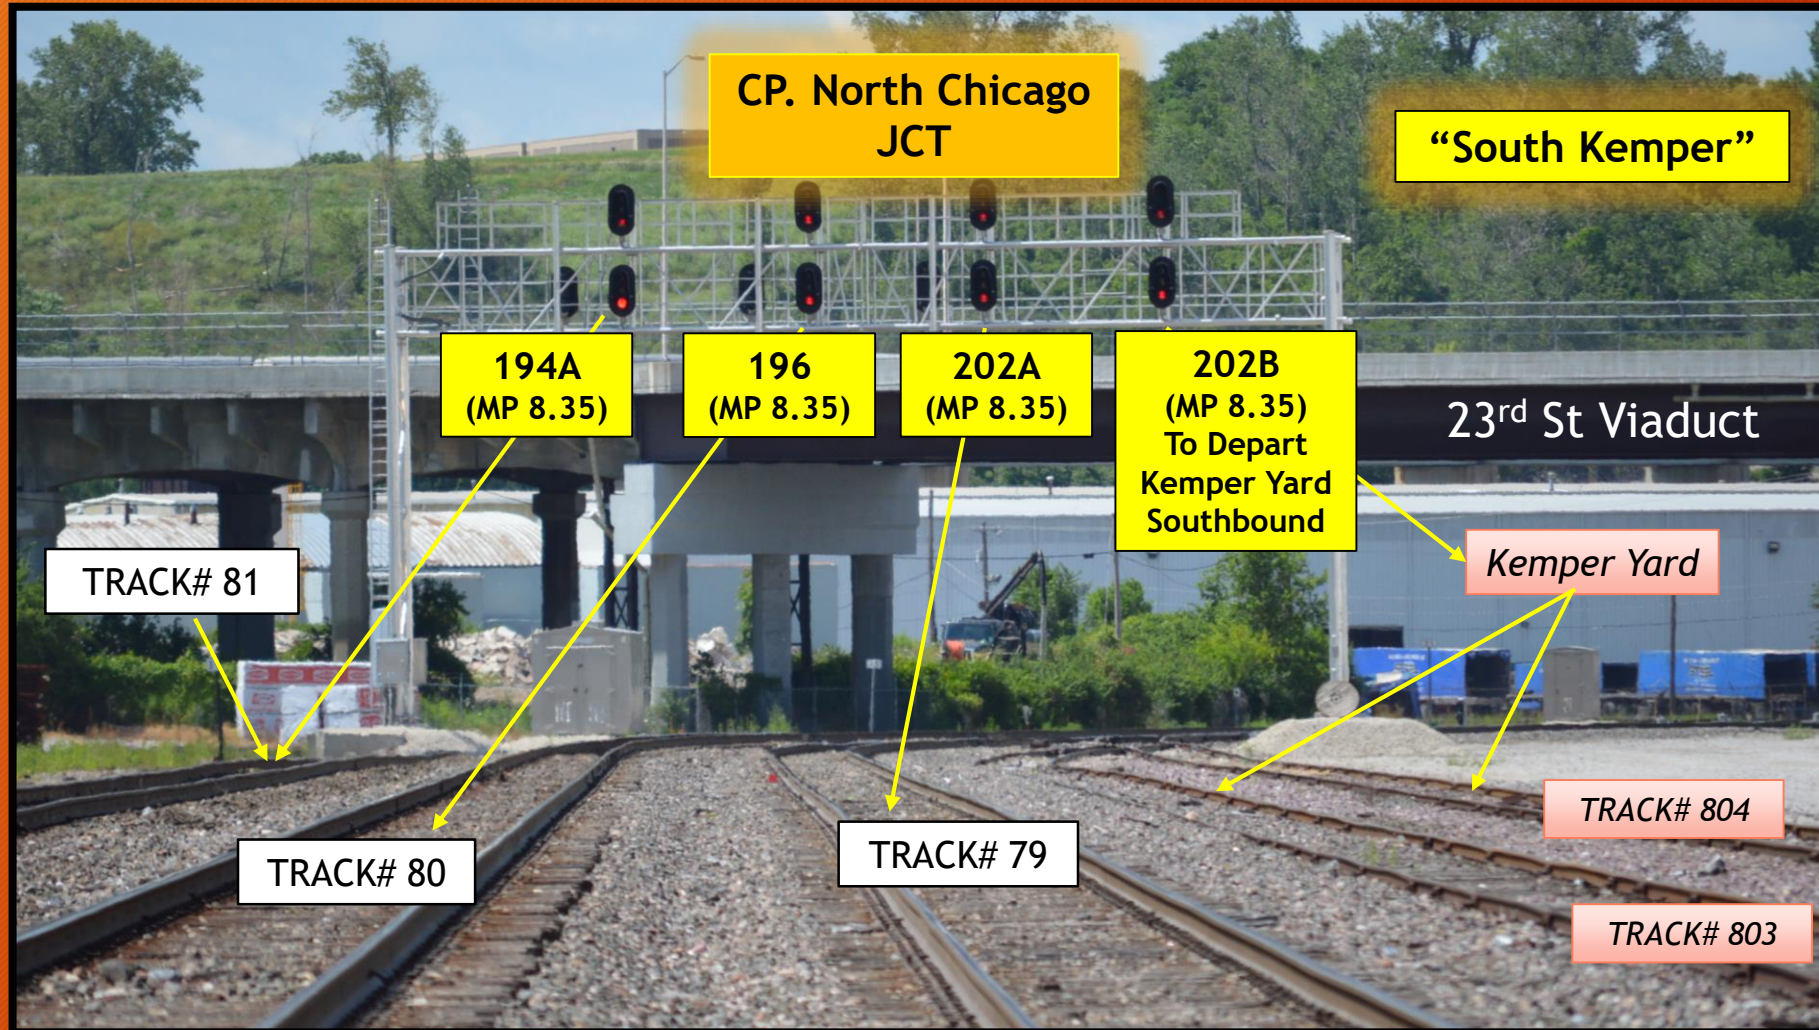 CP. North Chicago
JCT
“South Kemper”
194A
(MP 8.35)
196
(MP 8.35)
202A
(MP 8.35)
202B
(MP 8.35)
To Depart
Kemper Yard
Southbound
23rd St Viaduct
Kemper Yard
TRACK# 81
TRACK# 804
TRACK# 80
TRACK# 79
TRACK# 803